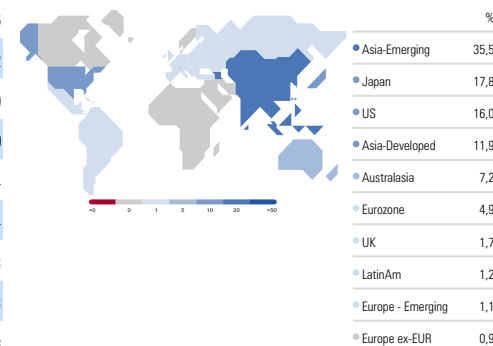 %
Asia-Emerging 35,5
Japan 17,8
US 16,0
Asia-Developed 11,9
Australasia 7,2
Eurozone 4,9
UK 1,7
LatinAm 1,2
Europe - Emerging 1,1
Europe ex-EUR 0,9
<0 0 1 5 10 20 >50